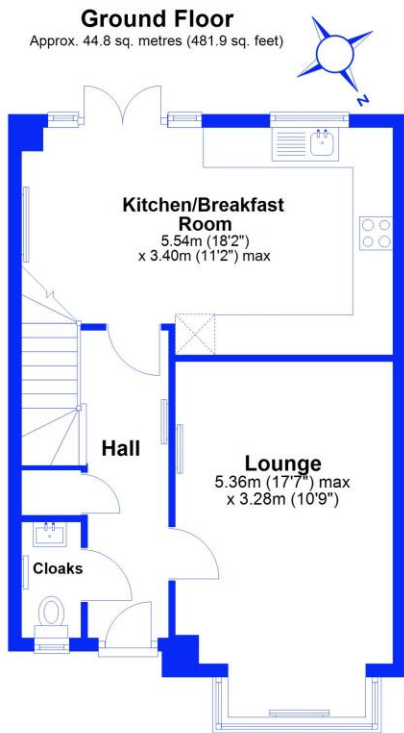 Ground Floor
Approx. 44.8 sq. metres (481.9 sq. feet)
N
Kitchen/Breakfast
Room
5.54m (18'2")
x 3.40m (11'2") max
Hall
Lounge
5.36m (17'7") max
x 3.28m (10'9")
Cloaks